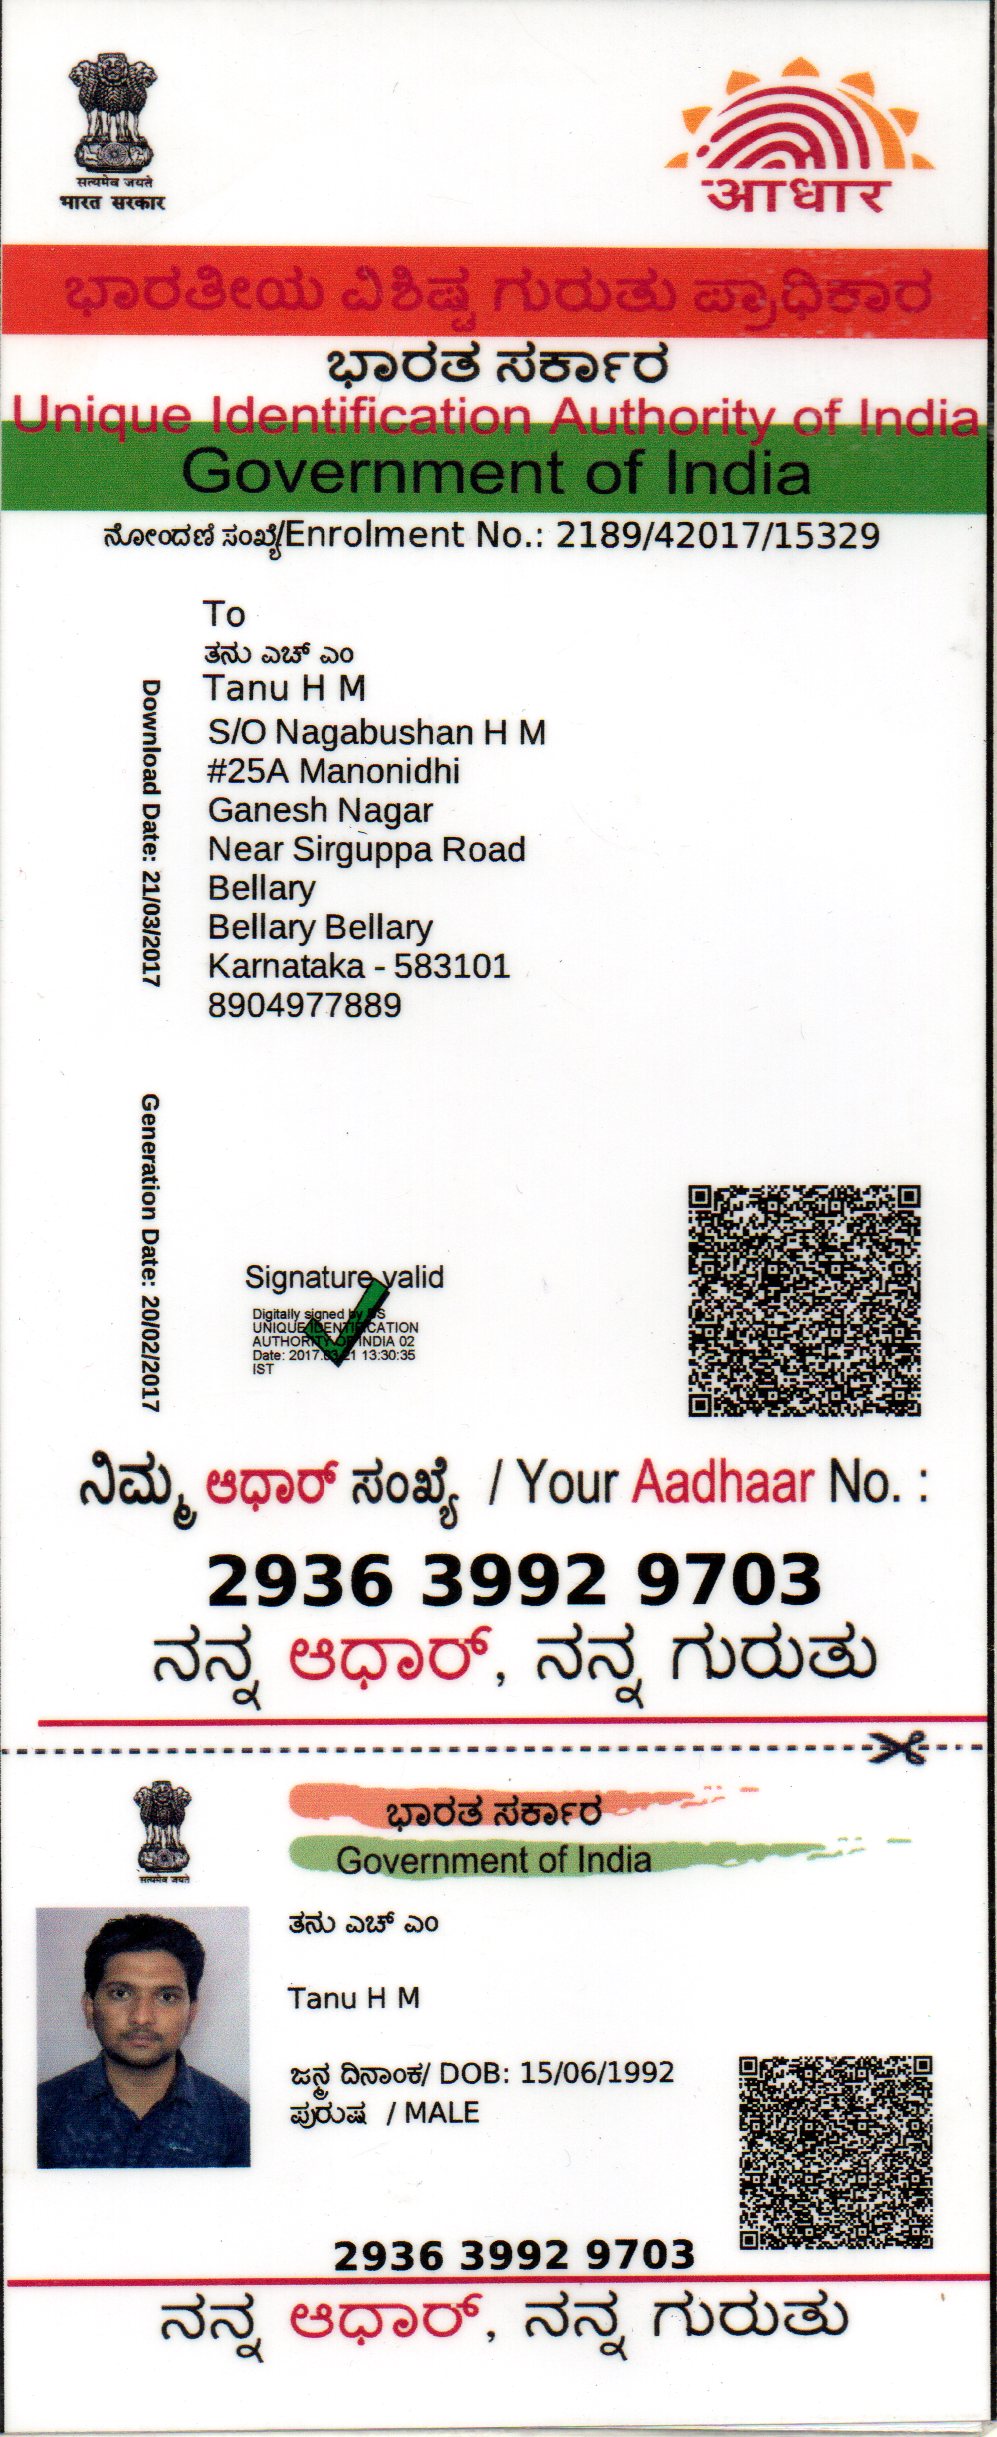 सत्यमेव जयते
भारत सरकार
आधार
ಭಾರತೀಯ ವಿಶಿಷ್ಟ ಗುರುತು ಪ್ರಾಧಿಕಾರ
ಭಾರತ ಸರ್ಕಾರ
Unique Identification Authority of India
Government of India
ನೋಂದಣಿ ಸಂಖ್ಯೆ/Enrolment No.: 2189/42017/15329
To
ತನು ಎಚ್ ಎಂ
Tanu H M
S/O Nagabushan H M
#25A Manonidhi
Ganesh Nagar
Near Sirguppa Road
Bellary
Bellary Bellary
Karnataka - 583101
8904977889
Download Date: 21/03/2017
Generation Date: 20/02/2017
Signature valid
Digitally signed by DS
UNIQUE IDENTIFICATION
AUTHORITY OF INDIA 02
Date: 2017.03.21 13:30:35
IST
ನಿಮ್ಮ ಆಧಾರ್ ಸಂಖ್ಯೆ / Your Aadhaar No. :
2936 3992 9703
ನನ್ನ ಆಧಾರ್, ನನ್ನ ಗುರುತು
सत्यमेव जयते
ಭಾರತ ಸರ್ಕಾರ
Government of India
ತನು ಎಚ್ ಎಂ
Tanu H M
ಜನ್ಮ ದಿನಾಂಕ/ DOB: 15/06/1992
ಪುರುಷ / MALE
2936 3992 9703
ನನ್ನ ಆಧಾರ್, ನನ್ನ ಗುರುತು